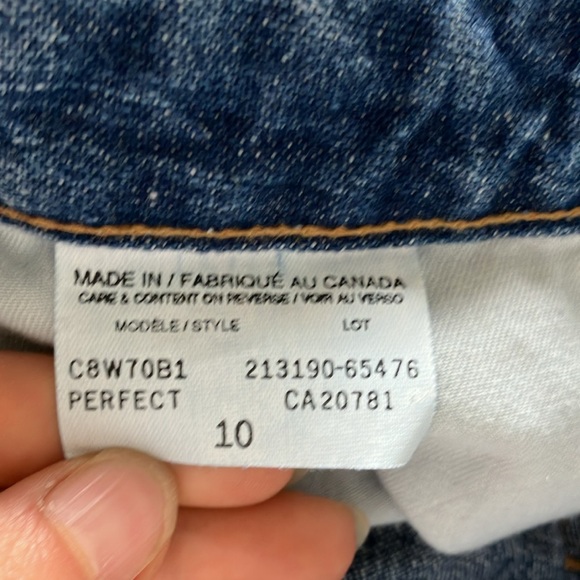 MADE IN / FABRIQUÉ AU CANADA
CARE & CONTENT ON REVERSE / VOIR AU VERSO
MODÈLE / STYLE LOT
C8W70B1 213190-65476
PERFECT CA20781
10